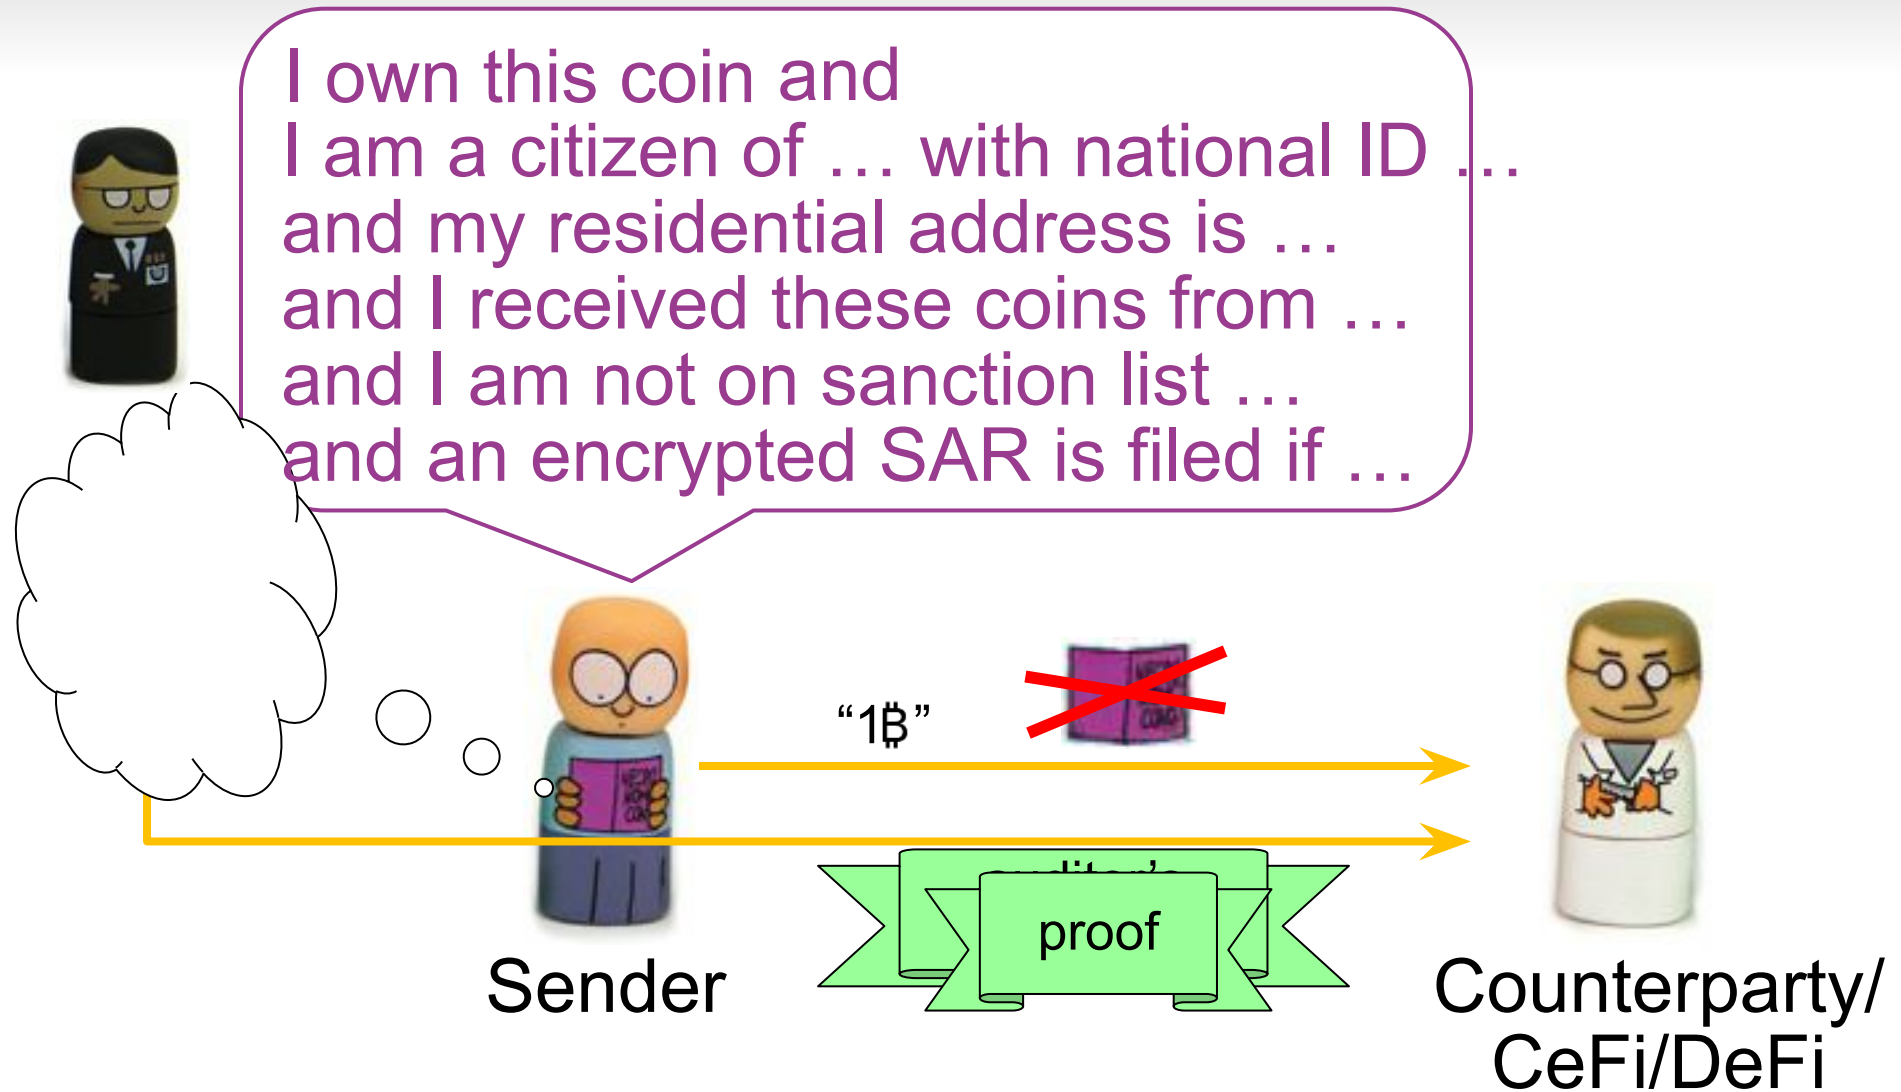 I own this coin and
I am a citizen of … with national ID …
and my residential address is …
and I received these coins from …
and I am not on sanction list …
and an encrypted SAR is filed if …
“1₿”
auditor’s
proof
Sender
Counterparty/
CeFi/DeFi